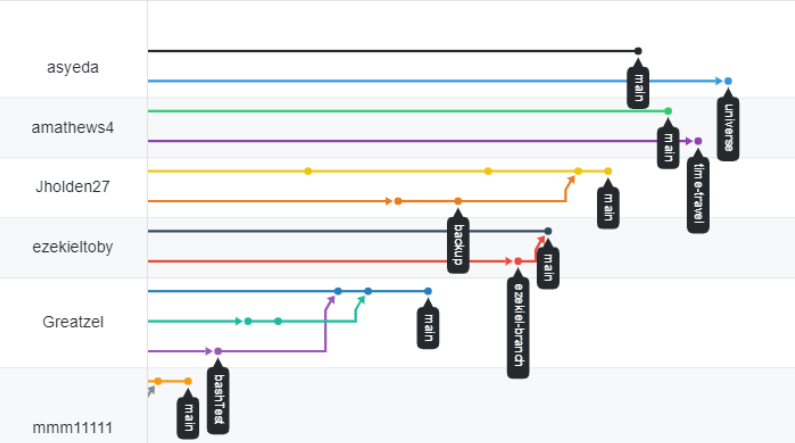 asyeda
main
universe
amathews4
main
time-travel
Jholden27
main
backup
ezekieltoby
main
ezekiel-branch
Greatzel
main
bashTest
mmm11111
main